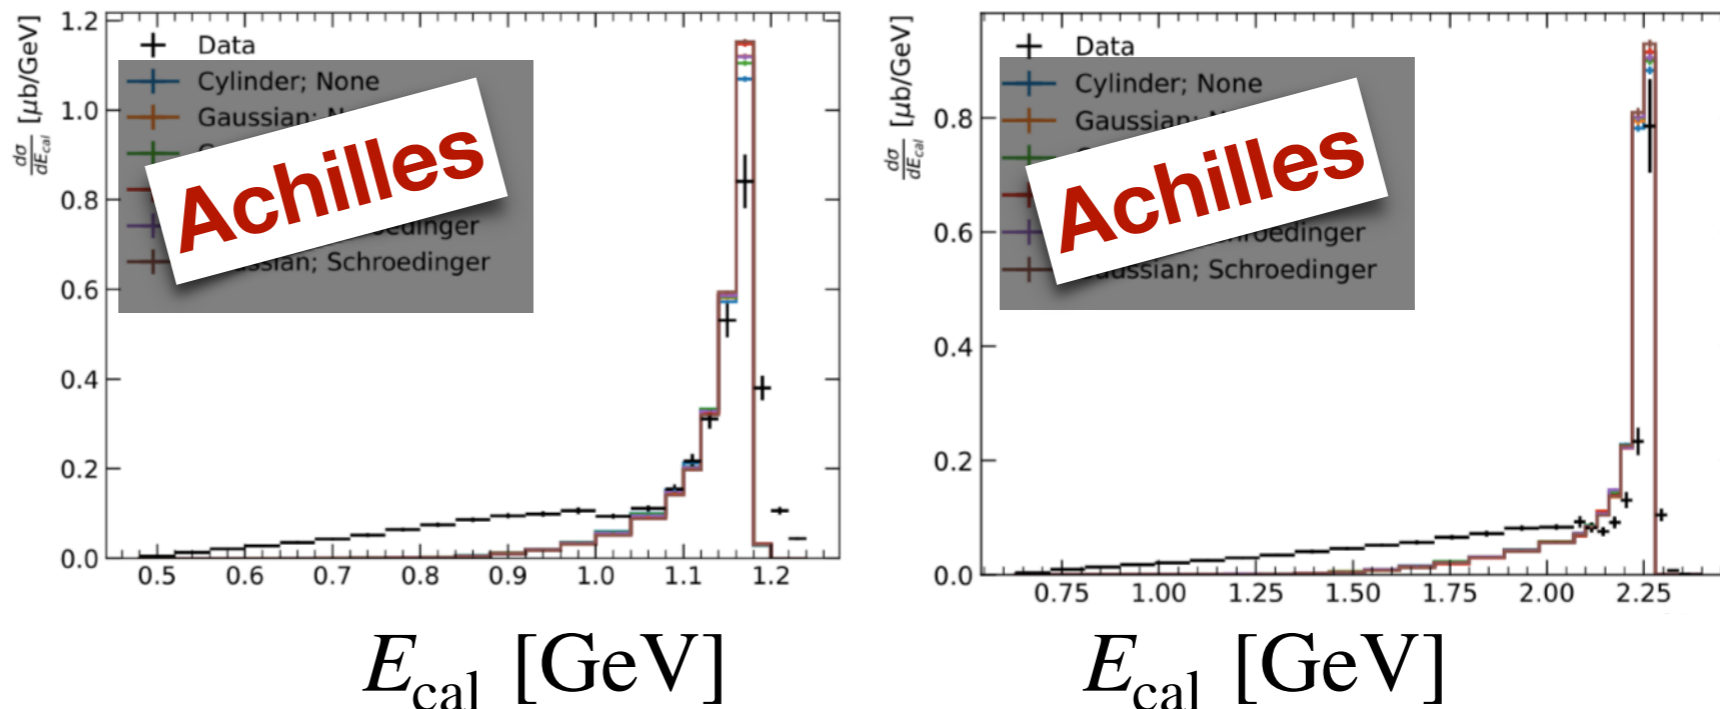 dσ/dE_cal [μb/GeV]
1.2
1.0
0.8
0.6
0.4
0.2
0.0
Data
Cylinder; None
Gaussian;
Achilles
Schroedinger
0.5 0.6 0.7 0.8 0.9 1.0 1.1 1.2
E_cal [GeV]
dσ/dE_cal [μb/GeV]
0.8
0.6
0.4
0.2
0.0
Data
Cylinder; None
Gaussian;
Achilles
Gaussian; Schroedinger
0.75 1.00 1.25 1.50 1.75 2.00 2.25
E_cal [GeV]